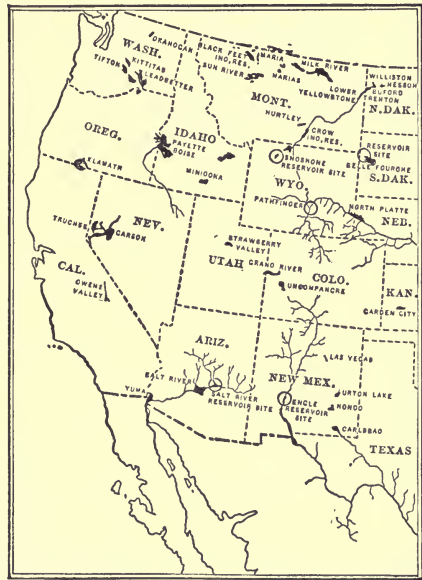 WASH.
OKANOGAN
KITTITAS
TIFTON
LEADBETTER
BLACK FEET
IND. RES.
SUN RIVER
MARIA
MARIAS
MILK RIVER
MONT.
LOWER
YELLOWSTONE
HUNTLEY
CROW
IND. RES.
WILLISTON
NESSON
BUFORD
TRENTON
N.DAK.
OREG.
KLAMATH
IDAHO
PAYETTE
BOISE
MINIDOKA
SHOSHONE
RESERVOIR SITE
RESERVOIR
SITE
BELLE FOURCHE
S.DAK.
WYO.
PATHFINDER
NORTH PLATTE
NEB.
NEV.
TRUCKEE
CARSON
CAL.
OWENS
VALLEY
STRAWBERRY
VALLEY
UTAH
GRAND RIVER
COLO.
UNCOMPAHGRE
KAN.
GARDEN CITY
ARIZ.
SALT RIVER
SALT RIVER
RESERVOIR SITE
YUMA
LAS VEGAS
NEW MEX.
URTON LAKE
HONDO
ENGLE
RESERVOIR
SITE
CARLSBAD
TEXAS